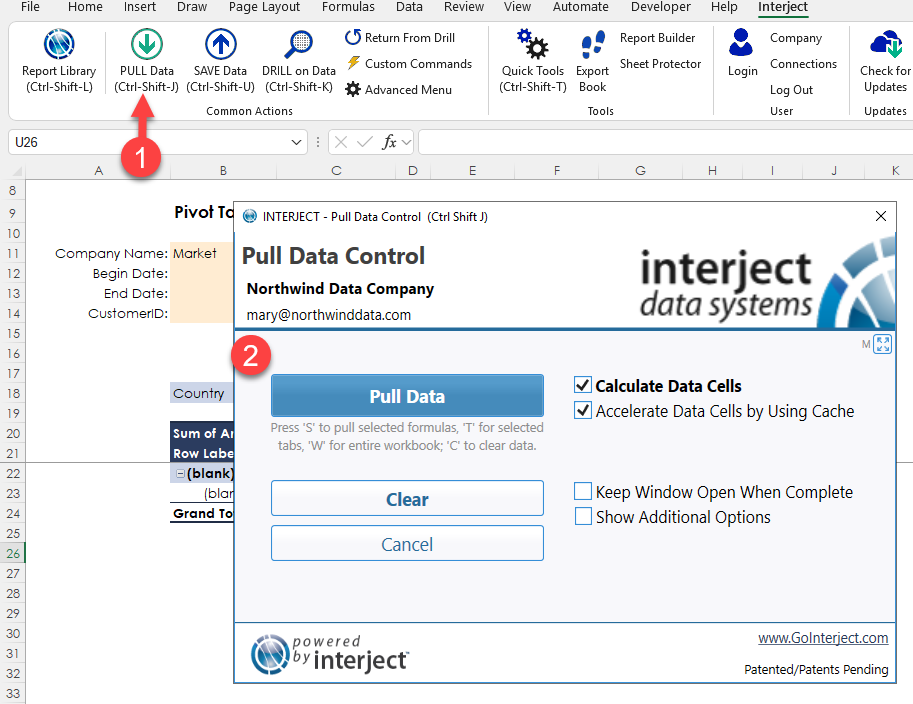 File Home Insert Draw Page Layout Formulas Data Review View Automate Developer Help Interject
Report Library
(Ctrl-Shift-L)
PULL Data
(Ctrl-Shift-J)
SAVE Data
(Ctrl-Shift-U)
DRILL on Data
(Ctrl-Shift-K)
Return From Drill
Custom Commands
Advanced Menu
Common Actions
Quick Tools
(Ctrl-Shift-T)
Export
Book
Report Builder
Sheet Protector
Tools
Login
Company
Connections
Log Out
User
Check for
Updates
Updates
1
U26
fx
A B C D E F G H I J K
8
9 Pivot Ta
10
11 Company Name: Market
12 Begin Date:
13 End Date:
14 CustomerID:
15
16
17
18 Country
19
20 Sum of Ar
21 Row Labe
22 (blank)
23 (blar
24 Grand To
25
26
27
28
29
30
31
32
33
INTERJECT - Pull Data Control (Ctrl Shift J)
Pull Data Control
Northwind Data Company
mary@northwinddata.com
interject
data systems
M
2
Pull Data
Press 'S' to pull selected formulas, 'T' for selected
tabs, 'W' for entire workbook; 'C' to clear data.
Clear
Cancel
Calculate Data Cells
Accelerate Data Cells by Using Cache
Keep Window Open When Complete
Show Additional Options
powered
by interject™
www.GoInterject.com
Patented/Patents Pending